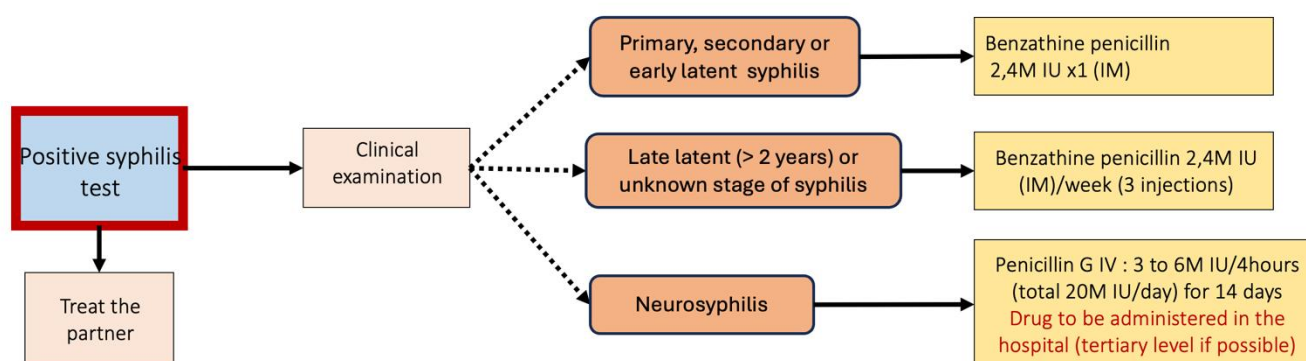 Positive syphilis
test
Treat the
partner
Clinical
examination
Primary, secondary or
early latent syphilis
Benzathine penicillin
2,4M IU x1 (IM)
Late latent (> 2 years) or
unknown stage of syphilis
Benzathine penicillin 2,4M IU
(IM)/week (3 injections)
Neurosyphilis
Penicillin G IV : 3 to 6M IU/4hours
(total 20M IU/day) for 14 days
Drug to be administered in the
hospital (tertiary level if possible)